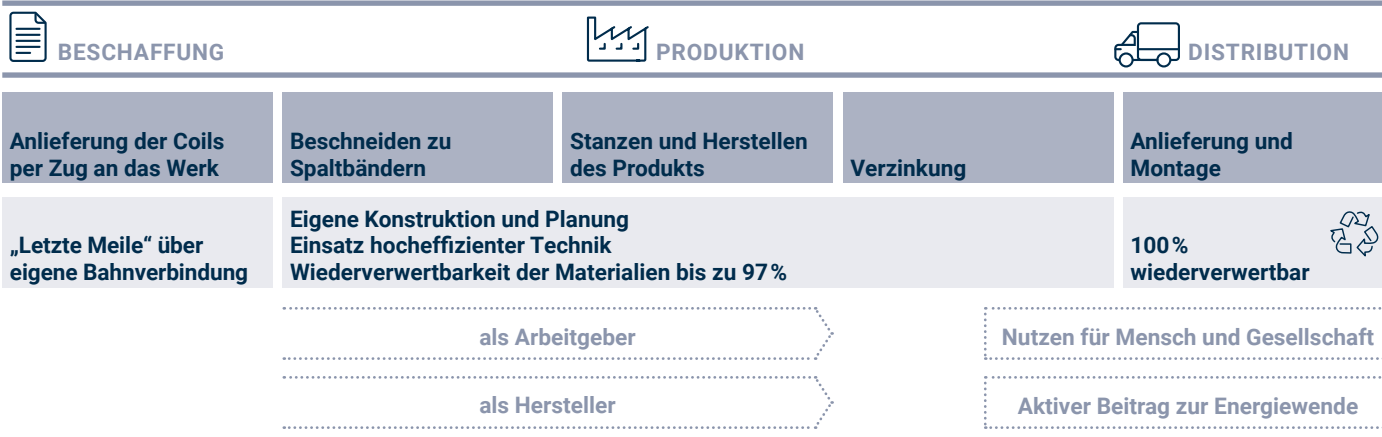 BESCHAFFUNG
PRODUKTION
DISTRIBUTION
Anlieferung der Coils
per Zug an das Werk
Beschneiden zu
Spaltbändern
Stanzen und Herstellen
des Produkts
Verzinkung
Anlieferung und
Montage
„Letzte Meile“ über
eigene Bahnverbindung
Eigene Konstruktion und Planung
Einsatz hocheffizienter Technik
Wiederverwertbarkeit der Materialien bis zu 97 %
100 %
wiederverwertbar
als Arbeitgeber
Nutzen für Mensch und Gesellschaft
als Hersteller
Aktiver Beitrag zur Energiewende